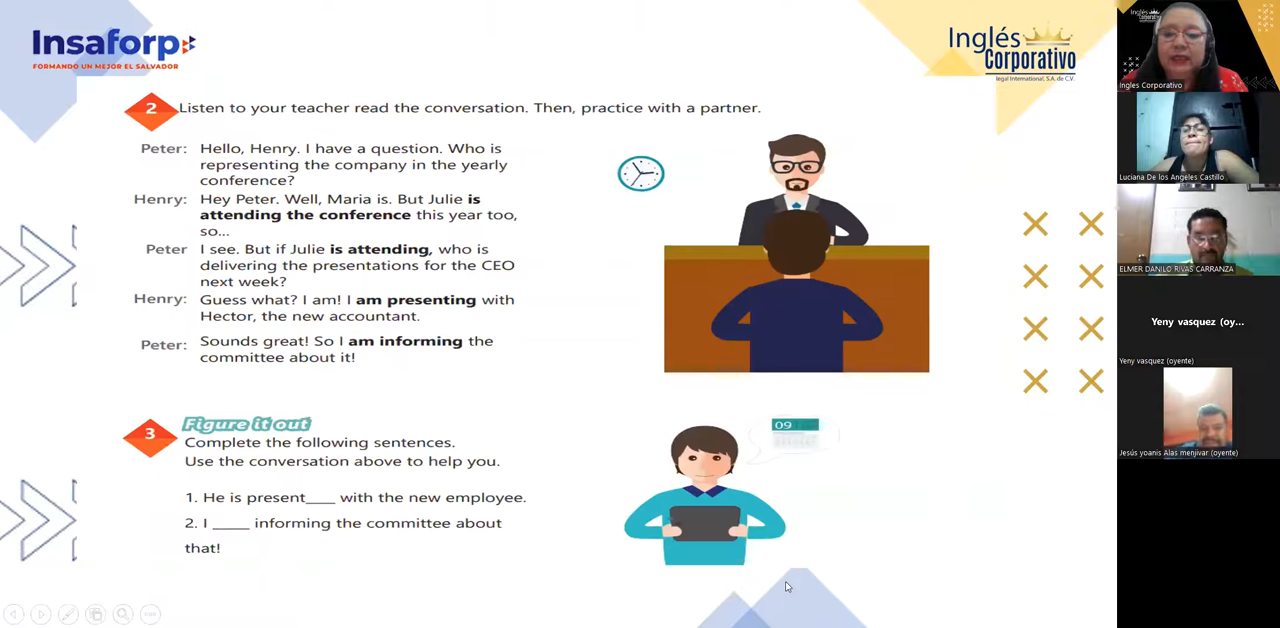 Insaforp
FORMANDO UN MEJOR EL SALVADOR
Inglés
Corporativo
legal International, S.A. de C.V.
2 Listen to your teacher read the conversation. Then, practice with a partner.
Peter: Hello, Henry. I have a question. Who is
representing the company in the yearly
conference?
Henry: Hey Peter. Well, Maria is. But Julie is
attending the conference this year too,
so...
Peter I see. But if Julie is attending, who is
delivering the presentations for the CEO
next week?
Henry: Guess what? I am! I am presenting with
Hector, the new accountant.
Peter: Sounds great! So I am informing the
committee about it!
3 Figure it out
Complete the following sentences.
Use the conversation above to help you.
1. He is present____ with the new employee.
2. I _____ informing the committee about
that!
09
Inglés
Ingles Corporativo
Luciana De los Angeles Castillo
ELMER DANILO RIVAS CARRANZA
Yeny vasquez (oy...
Yeny vasquez (oyente)
Jesús yoanis Alas menjivar (oyente)